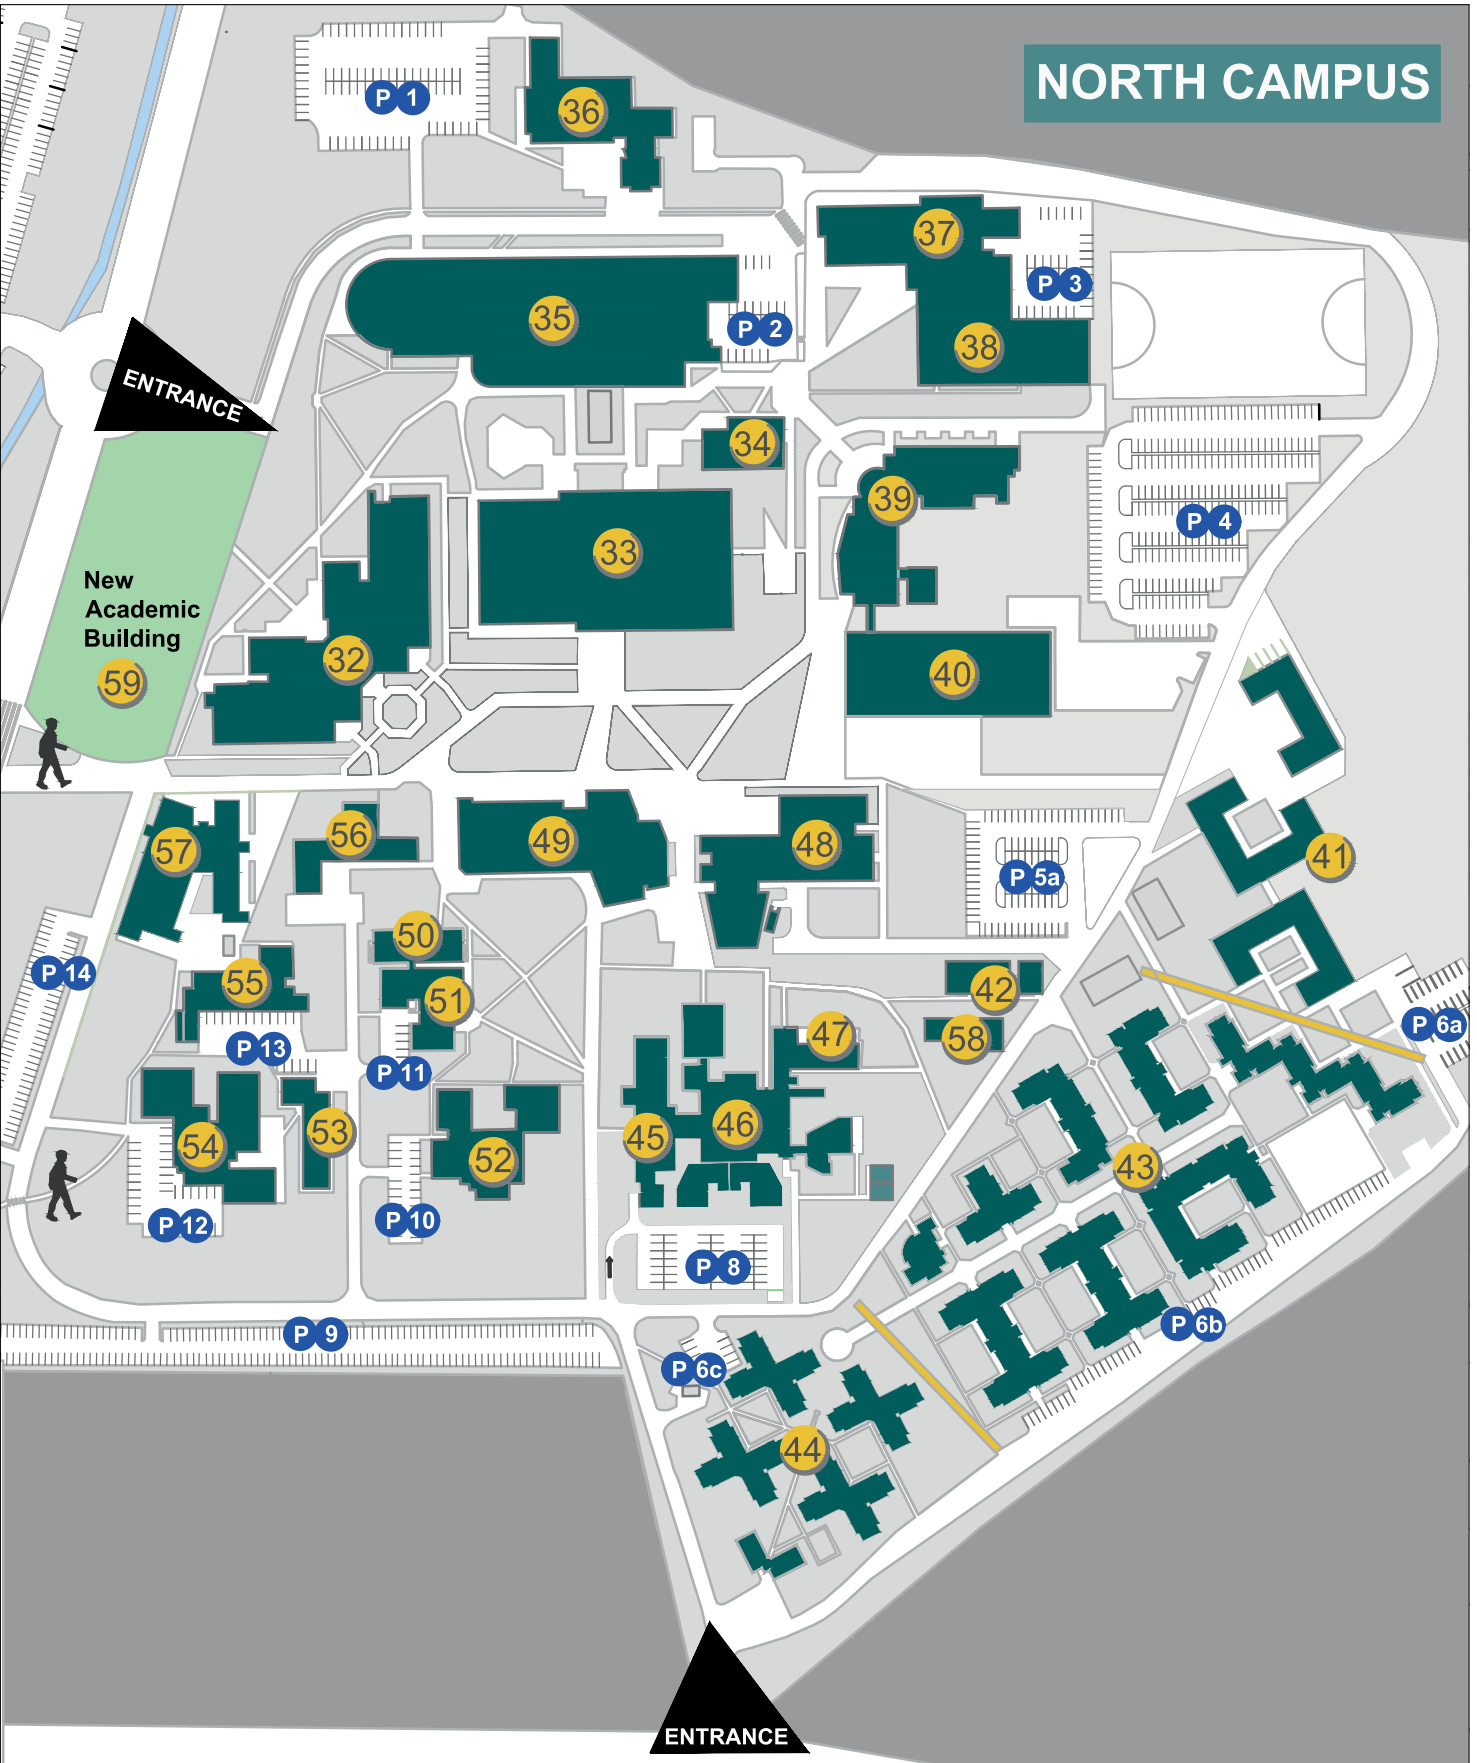 NORTH CAMPUS
P 1
36
37
P 3
35
P 2
38
ENTRANCE
34
39
P 4
33
New
Academic
Building
59
32
40
57
56
49
48
41
P 5a
50
P 14
55
51
42
P 6a
47
58
P 13
P 11
54
53
52
45
46
43
P 12
P 10
P 8
P 9
P 6b
P 6c
44
ENTRANCE